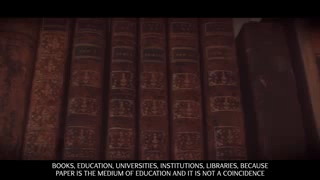 BOOKS, EDUCATION, UNIVERSITIES, INSTITUTIONS, LIBRARIES, BECAUSE
PAPER IS THE MEDIUM OF EDUCATION AND IT IS NOT A COINCIDENCE